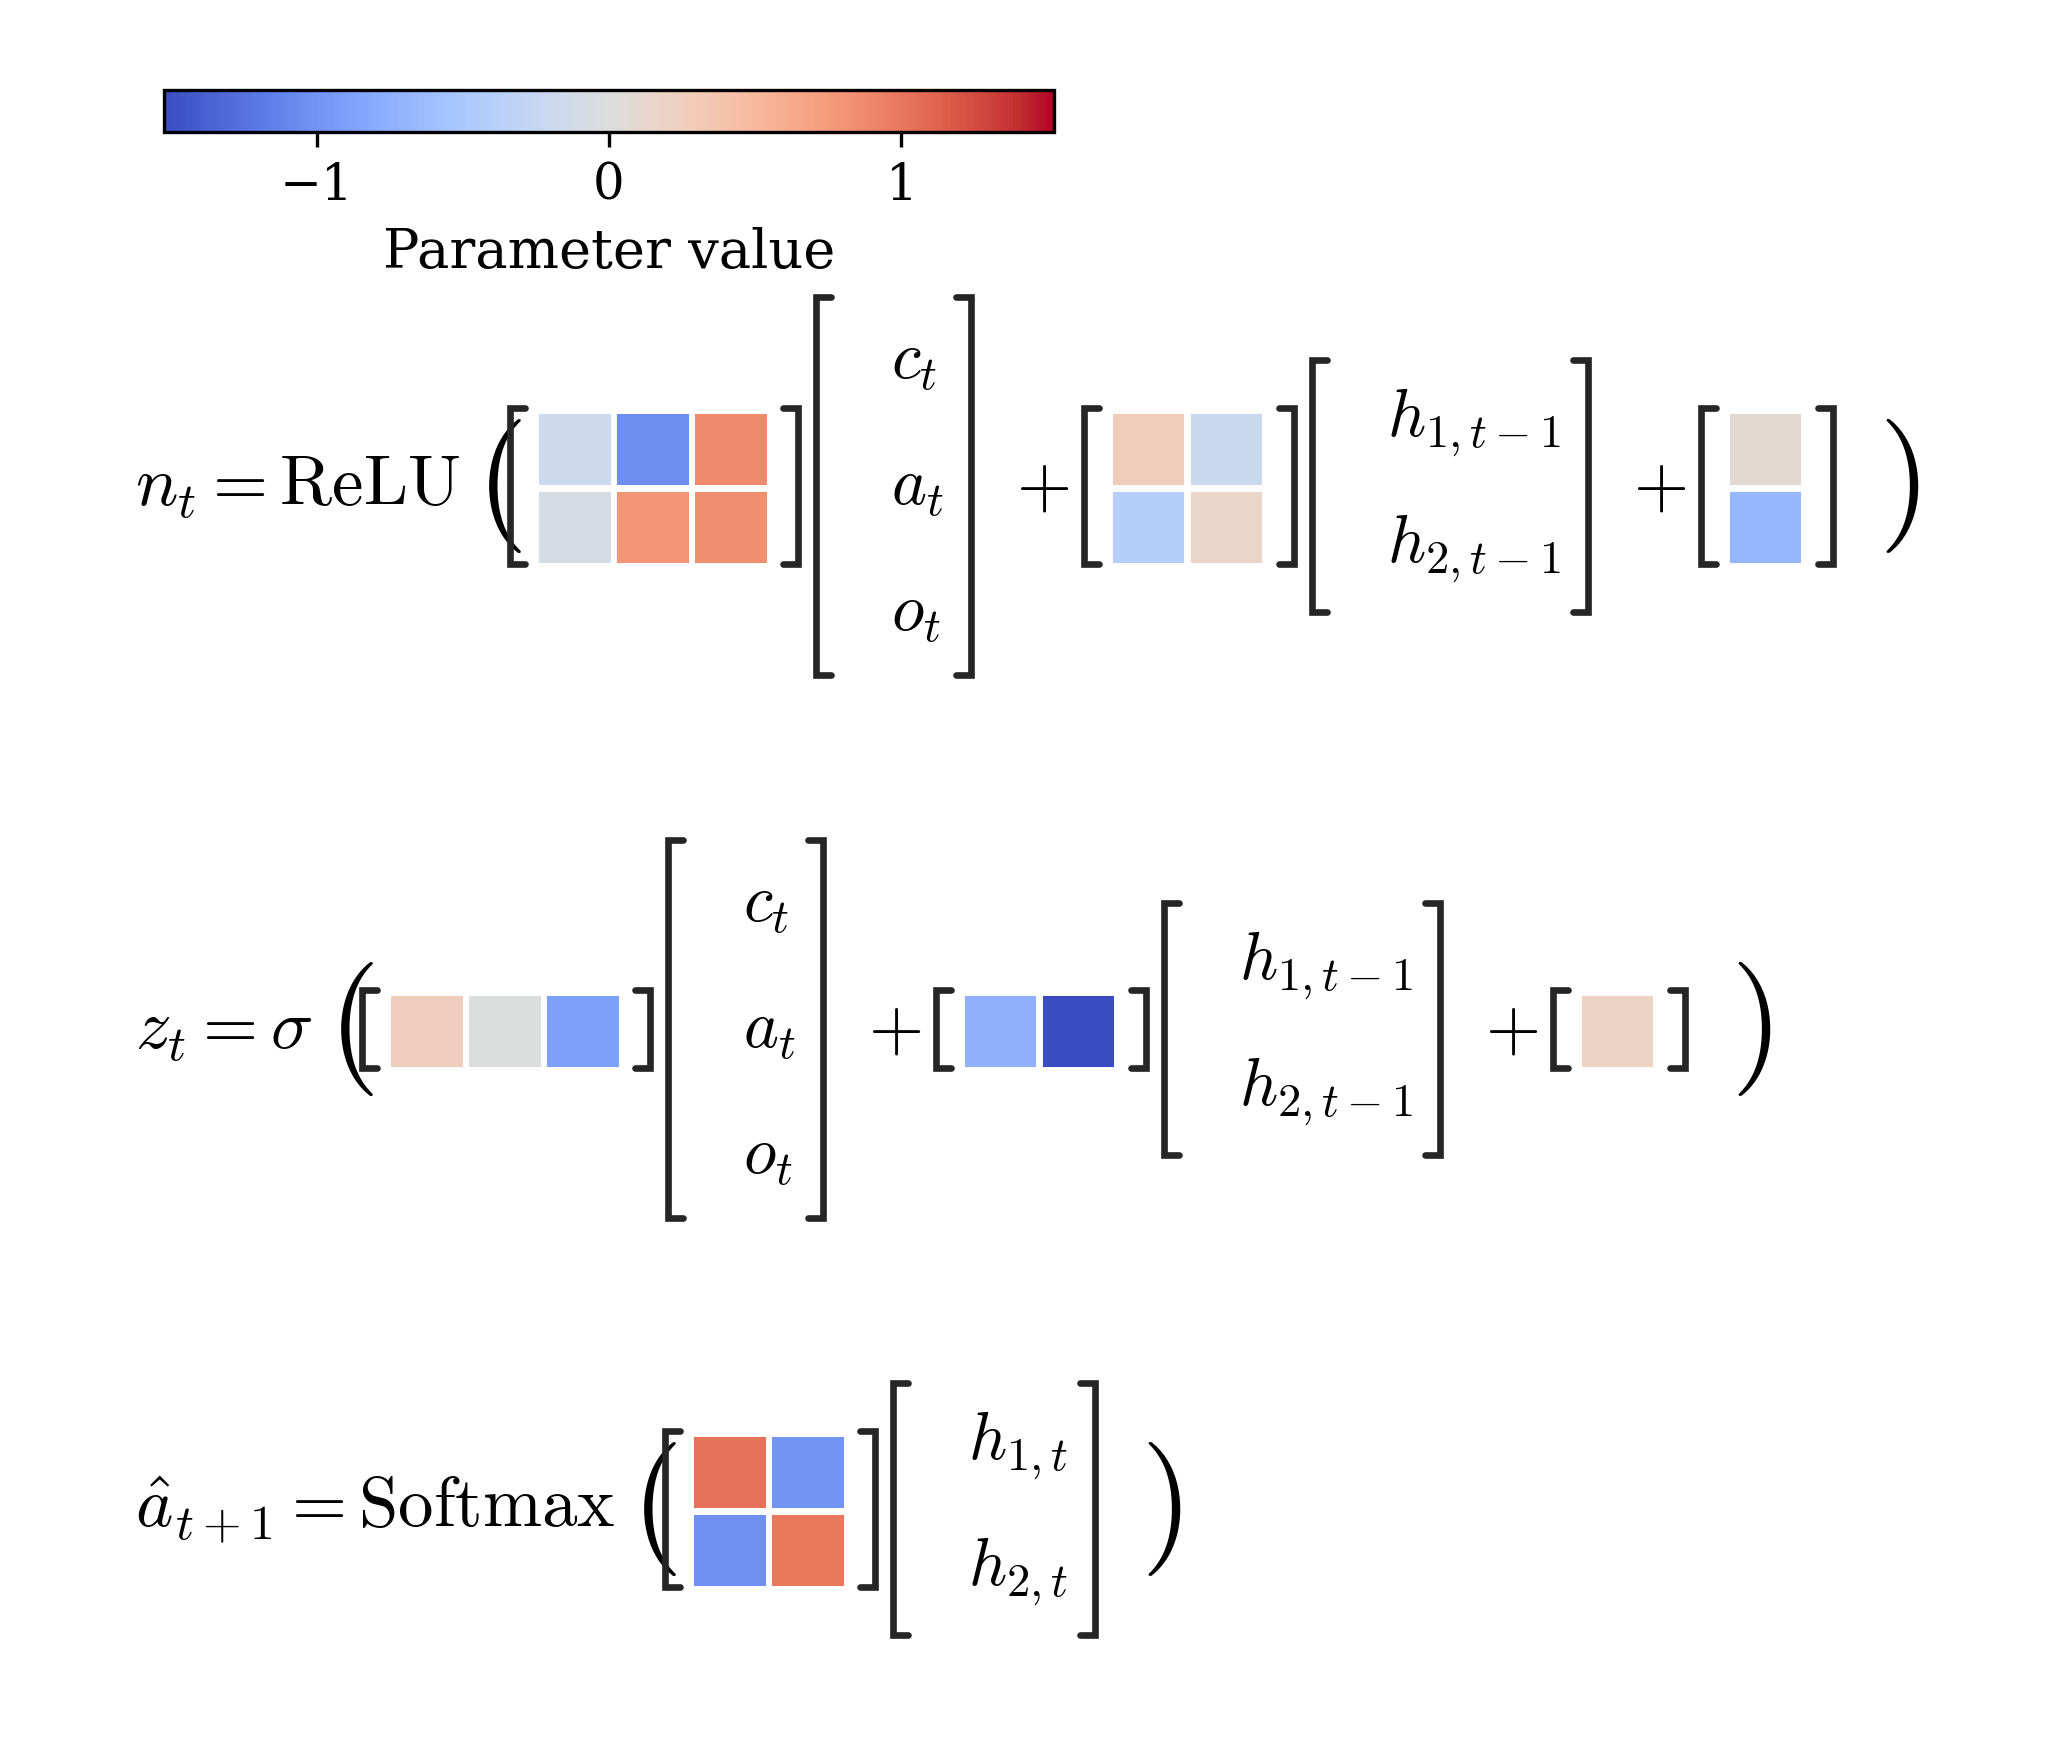 −1 0 1
Parameter value
n_t = ReLU ( [ ] [ c_t a_t o_t ] + [ ] [ h_{1,t−1} h_{2,t−1} ] + [ ] )
z_t = σ ( [ ] [ c_t a_t o_t ] + [ ] [ h_{1,t−1} h_{2,t−1} ] + [ ] )
â_{t+1} = Softmax ( [ ] [ h_{1,t} h_{2,t} ] )